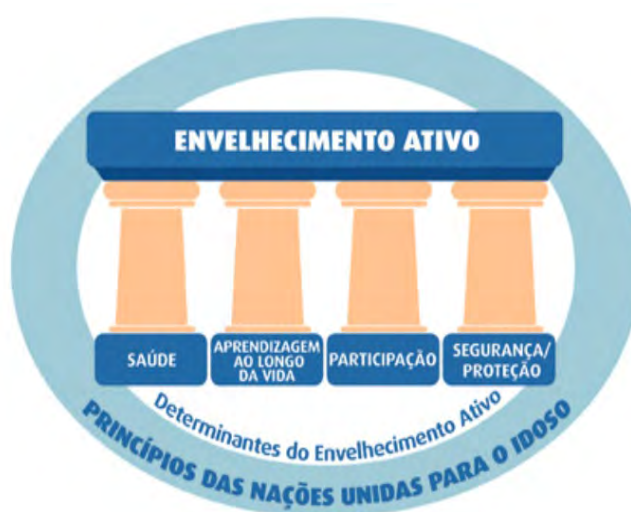 ENVELHECIMENTO ATIVO
SAÚDE
APRENDIZAGEM
AO LONGO
DA VIDA
PARTICIPAÇÃO
SEGURANÇA/
PROTEÇÃO
Determinantes do Envelhecimento Ativo
PRINCÍPIOS DAS NAÇÕES UNIDAS PARA O IDOSO